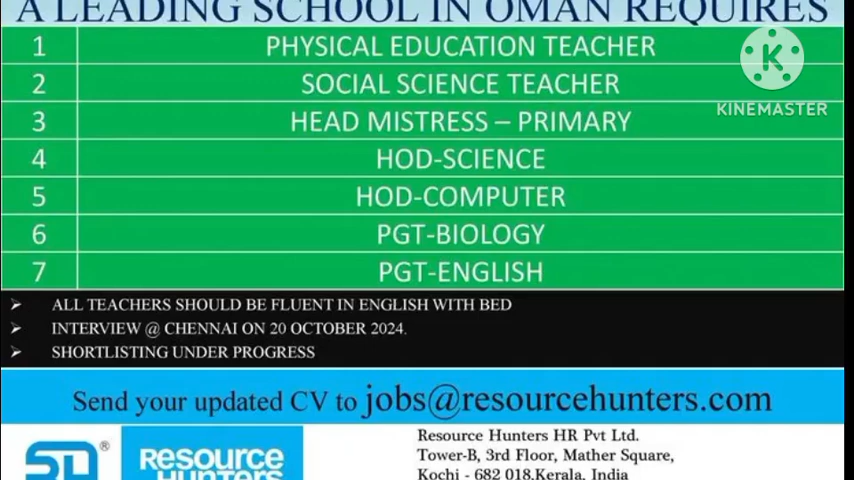 A LEADING SCHOOL IN OMAN REQUIRES
1 PHYSICAL EDUCATION TEACHER
2 SOCIAL SCIENCE TEACHER
3 HEAD MISTRESS – PRIMARY
4 HOD-SCIENCE
5 HOD-COMPUTER
6 PGT-BIOLOGY
7 PGT-ENGLISH
KINEMASTER
ALL TEACHERS SHOULD BE FLUENT IN ENGLISH WITH BED
INTERVIEW @ CHENNAI ON 20 OCTOBER 2024.
SHORTLISTING UNDER PROGRESS
Send your updated CV to jobs@resourcehunters.com
Resource
Hunters
Resource Hunters HR Pvt Ltd.
Tower-B, 3rd Floor, Mather Square,
Kochi - 682 018,Kerala, India